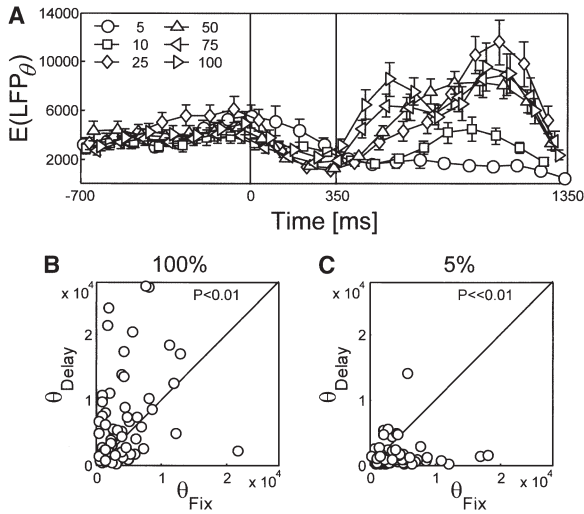 A
14000
10000
6000
2000
E(LFPθ)
5 50
10 75
25 100
-700 0 350 1350
Time [ms]
B
100%
x 10⁴
P<0.01
2
1
0
θDelay
0 1 2 x 10⁴
θFix
C
5%
x 10⁴
P<<0.01
2
1
0
θDelay
0 1 2 x 10⁴
θFix